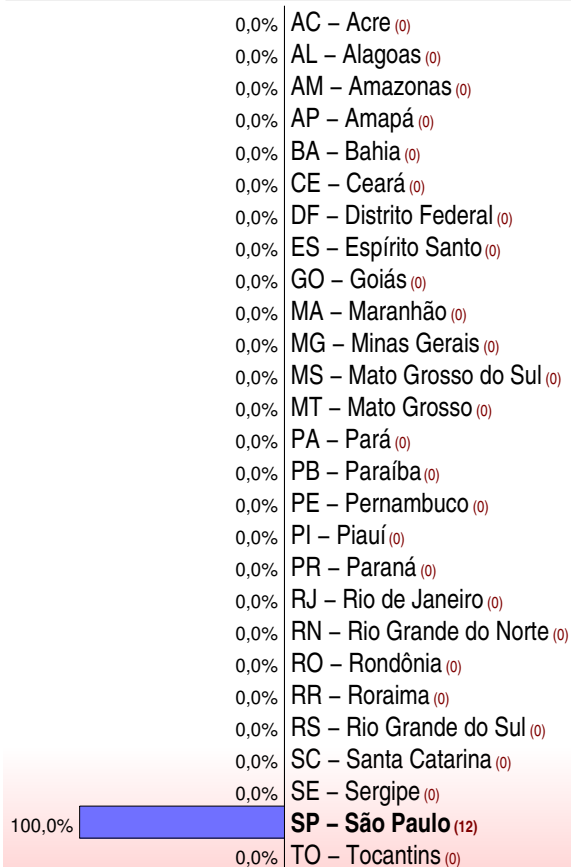 0,0% AC – Acre (0)
0,0% AL – Alagoas (0)
0,0% AM – Amazonas (0)
0,0% AP – Amapá (0)
0,0% BA – Bahia (0)
0,0% CE – Ceará (0)
0,0% DF – Distrito Federal (0)
0,0% ES – Espírito Santo (0)
0,0% GO – Goiás (0)
0,0% MA – Maranhão (0)
0,0% MG – Minas Gerais (0)
0,0% MS – Mato Grosso do Sul (0)
0,0% MT – Mato Grosso (0)
0,0% PA – Pará (0)
0,0% PB – Paraíba (0)
0,0% PE – Pernambuco (0)
0,0% PI – Piauí (0)
0,0% PR – Paraná (0)
0,0% RJ – Rio de Janeiro (0)
0,0% RN – Rio Grande do Norte (0)
0,0% RO – Rondônia (0)
0,0% RR – Roraima (0)
0,0% RS – Rio Grande do Sul (0)
0,0% SC – Santa Catarina (0)
0,0% SE – Sergipe (0)
100,0% SP – São Paulo (12)
0,0% TO – Tocantins (0)